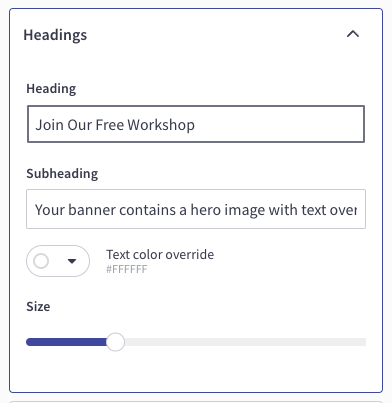 Headings
Heading
Join Our Free Workshop
Subheading
Your banner contains a hero image with text over
Text color override
#FFFFFF
Size